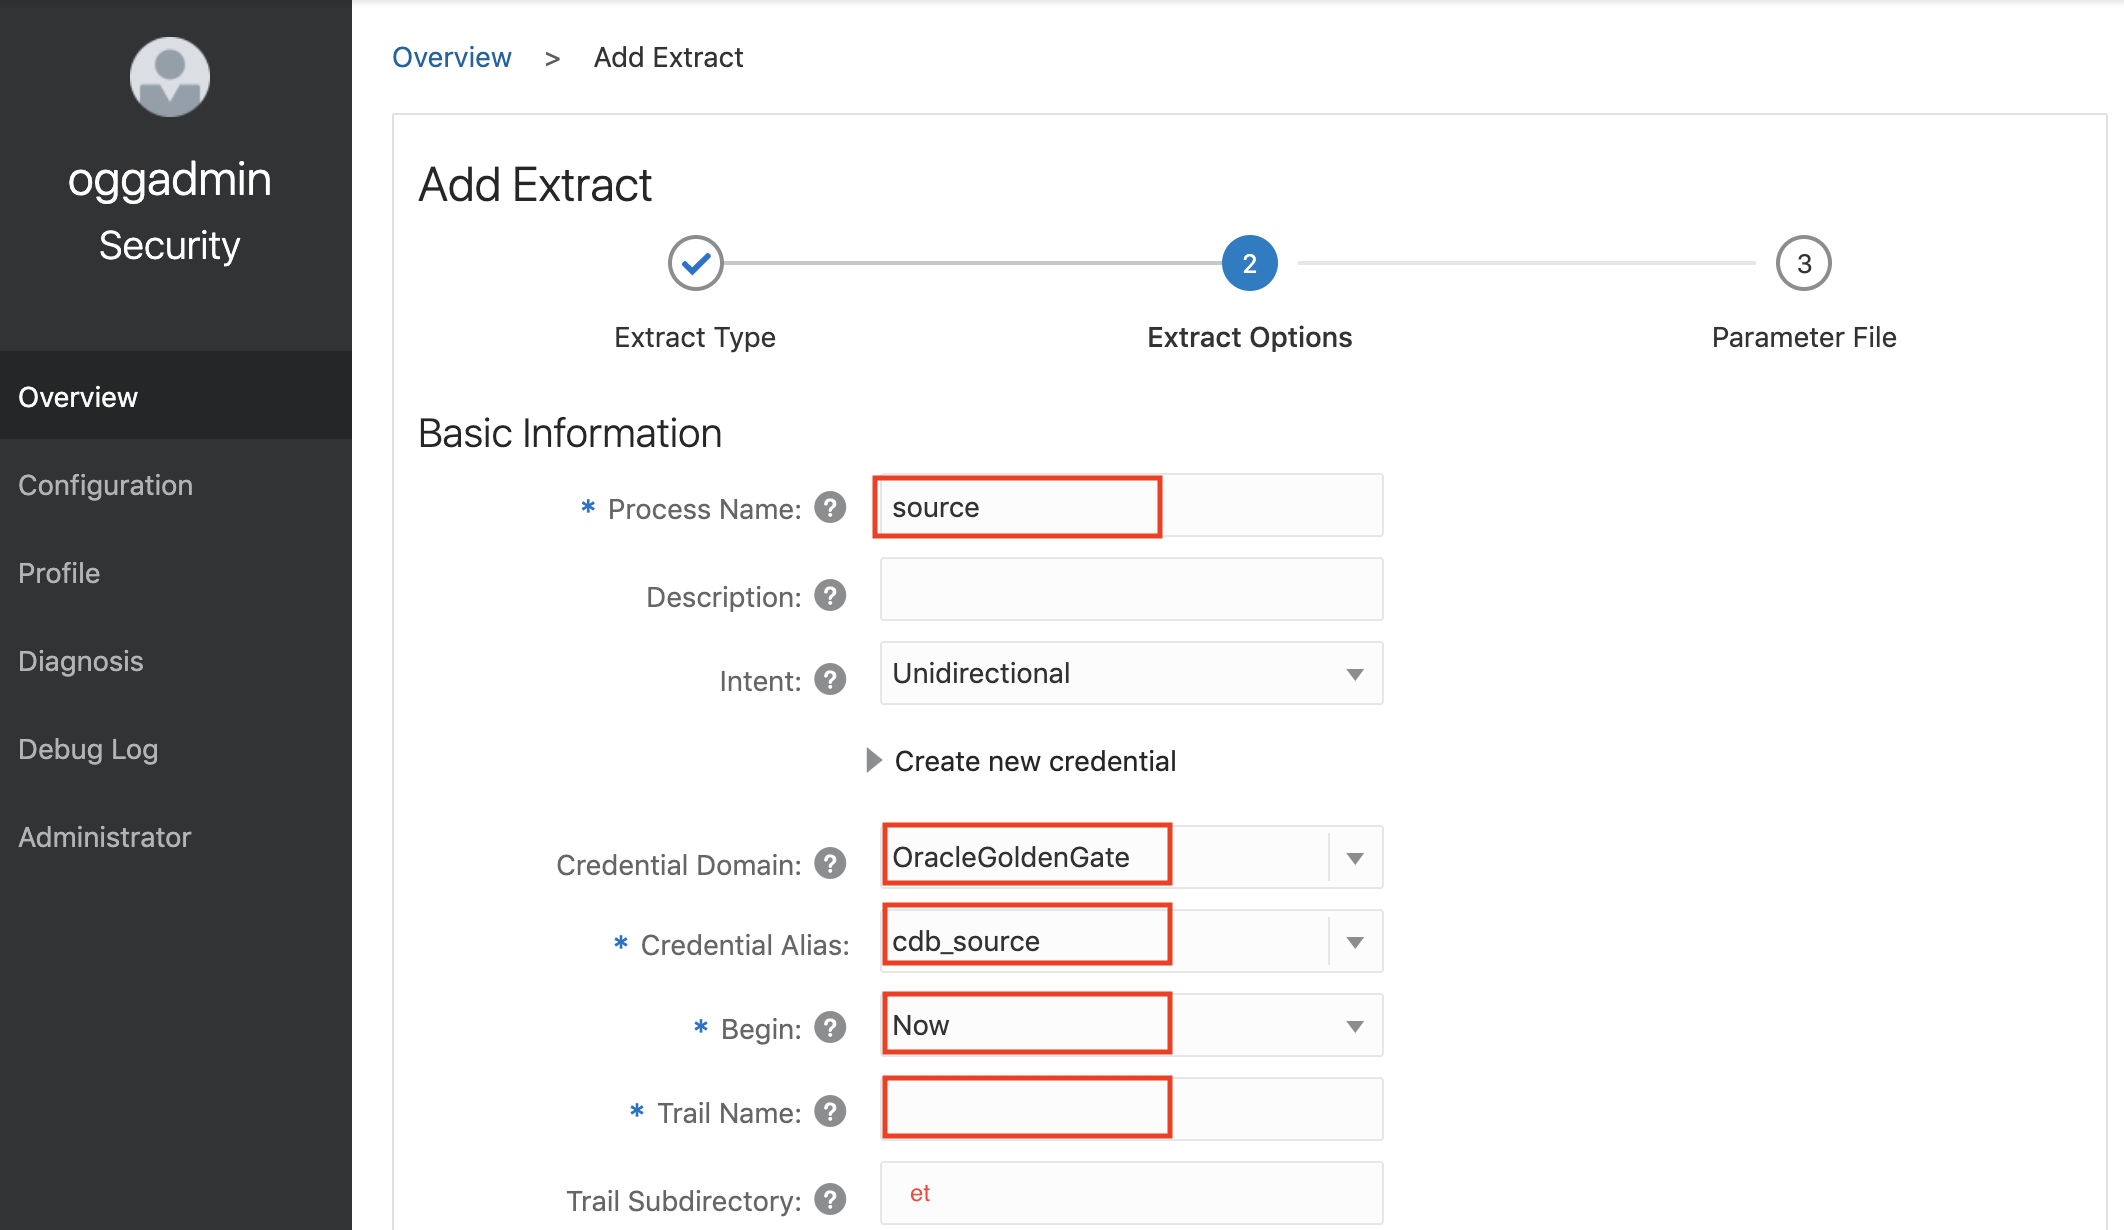 oggadmin
Security
Overview
Configuration
Profile
Diagnosis
Debug Log
Administrator
Overview > Add Extract
Add Extract
2
3
Extract Type
Extract Options
Parameter File
Basic Information
* Process Name: ? source
Description: ?
Intent: ? Unidirectional
Create new credential
Credential Domain: ? OracleGoldenGate
* Credential Alias: cdb_source
* Begin: ? Now
* Trail Name: ?
Trail Subdirectory: ? et